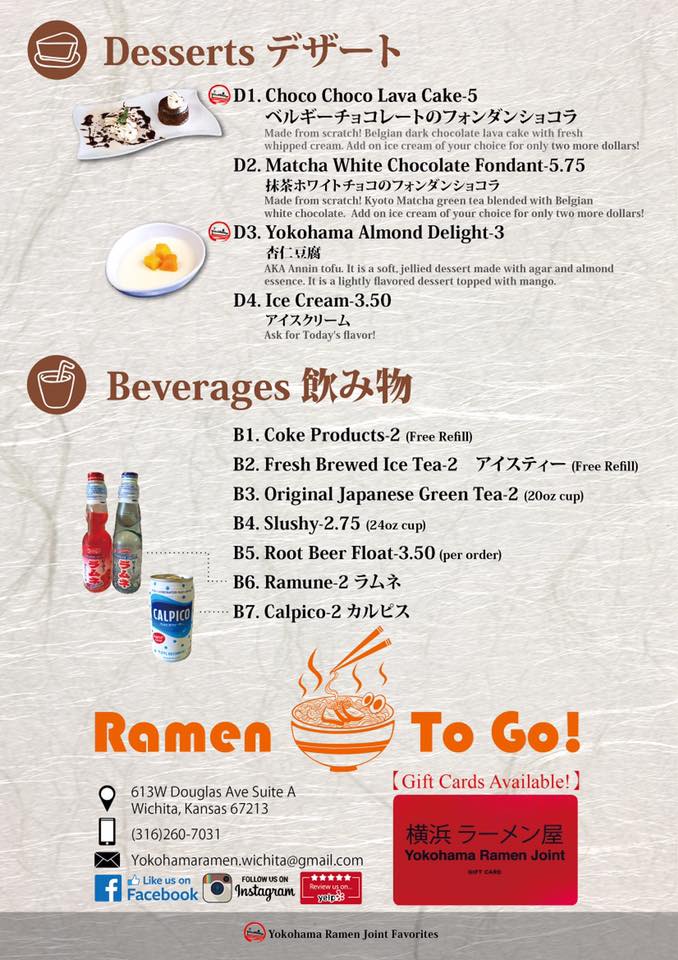 Desserts デザート
D1. Choco Choco Lava Cake-5
ベルギーチョコレートのフォンダンショコラ
Made from scratch! Belgian dark chocolate lava cake with fresh
whipped cream. Add on ice cream of your choice for only two more dollars!
D2. Matcha White Chocolate Fondant-5.75
抹茶ホワイトチョコのフォンダンショコラ
Made from scratch! Kyoto Matcha green tea blended with Belgian
white chocolate. Add on ice cream of your choice for only two more dollars!
D3. Yokohama Almond Delight-3
杏仁豆腐
AKA Annin tofu. It is a soft, jellied dessert made with agar and almond
essence. It is a lightly flavored dessert topped with mango.
D4. Ice Cream-3.50
アイスクリーム
Ask for Today's flavor!
Beverages 飲み物
B1. Coke Products-2 (Free Refill)
B2. Fresh Brewed Ice Tea-2 アイスティー (Free Refill)
B3. Original Japanese Green Tea-2 (20oz cup)
B4. Slushy-2.75 (24oz cup)
B5. Root Beer Float-3.50 (per order)
B6. Ramune-2 ラムネ
B7. Calpico-2 カルピス
ラムネ
ラムネ
CALPICO
Ramen To Go!
【Gift Cards Available!】
613W Douglas Ave Suite A
Wichita, Kansas 67213
(316)260-7031
Yokohamaramen.wichita@gmail.com
横浜 ラーメン屋
Yokohama Ramen Joint
GIFT CARD
Like us on
Facebook
FOLLOW US ON
Instagram
Review us on...
yelp
Yokohama Ramen Joint Favorites